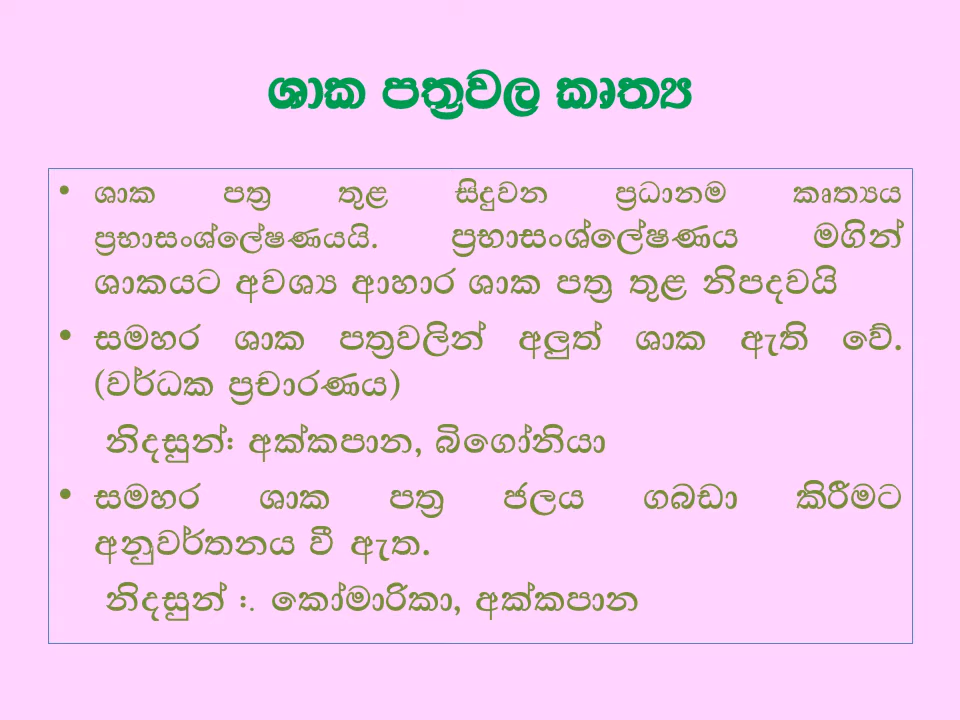 ශාක පත්‍රවල කෘත්‍ය
• ශාක පත්‍ර තුළ සිදුවන ප්‍රධානම කෘත්‍යය
ප්‍රභාසංශ්ලේෂණයයි. ප්‍රභාසංශ්ලේෂණය මගින්
ශාකයට අවශ්‍ය ආහාර ශාක පත්‍ර තුළ නිපදවයි
• සමහර ශාක පත්‍රවලින් අලුත් ශාක ඇති වේ.
(වර්ධක ප්‍රචාරණය)
නිදසුන්: අක්කපාන, බිගෝනියා
• සමහර ශාක පත්‍ර ජලය ගබඩා කිරීමට
අනුවර්තනය වී ඇත.
නිදසුන් :. කෝමාරිකා, අක්කපාන